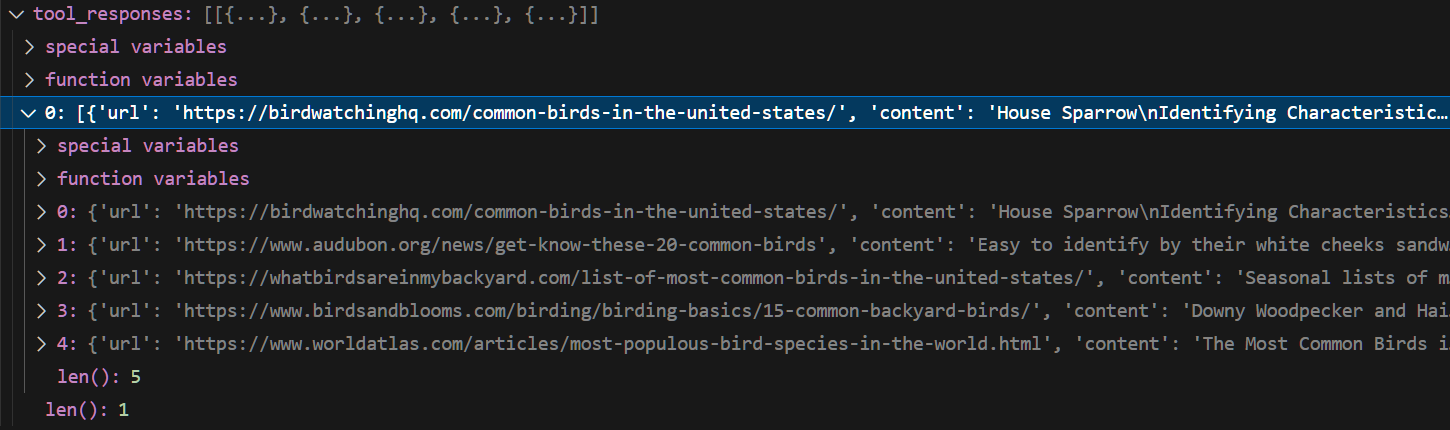 tool_responses: [[{...}, {...}, {...}, {...}, {...}]]
special variables
function variables
0: [{'url': 'https://birdwatchinghq.com/common-birds-in-the-united-states/', 'content': 'House Sparrow\nIdentifying Characteristic...
special variables
function variables
0: {'url': 'https://birdwatchinghq.com/common-birds-in-the-united-states/', 'content': 'House Sparrow\nIdentifying Characteristics
1: {'url': 'https://www.audubon.org/news/get-know-these-20-common-birds', 'content': 'Easy to identify by their white cheeks sandw
2: {'url': 'https://whatbirdsareinmybackyard.com/list-of-most-common-birds-in-the-united-states/', 'content': 'Seasonal lists of m
3: {'url': 'https://www.birdsandblooms.com/birding/birding-basics/15-common-backyard-birds/', 'content': 'Downy Woodpecker and Hai
4: {'url': 'https://www.worldatlas.com/articles/most-populous-bird-species-in-the-world.html', 'content': 'The Most Common Birds i
len(): 5
len(): 1